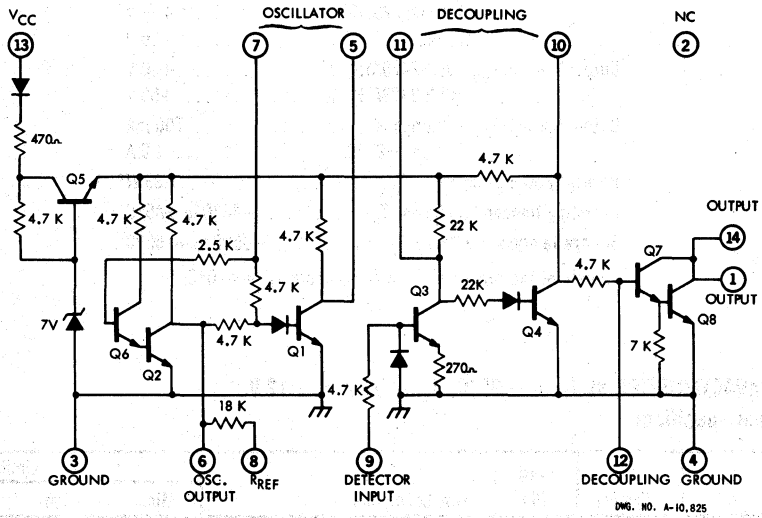 OSCILLATOR
DECOUPLING
VCC
NC
13
7
5
11
10
2
470Ω
4.7 K
Q5
4.7 K
4.7 K
4.7 K
22 K
OUTPUT
4.7 K
2.5 K
4.7 K
Q7
14
4.7 K
Q3
22K
4.7 K
1
OUTPUT
7V
Q6
Q2
4.7 K
Q1
Q4
Q8
7 K
270Ω
4.7 K
18 K
3
6
8
9
12
4
GROUND
OSC.
OUTPUT
RREF
DETECTOR
INPUT
DECOUPLING
GROUND
DWG. NO. A-10,825